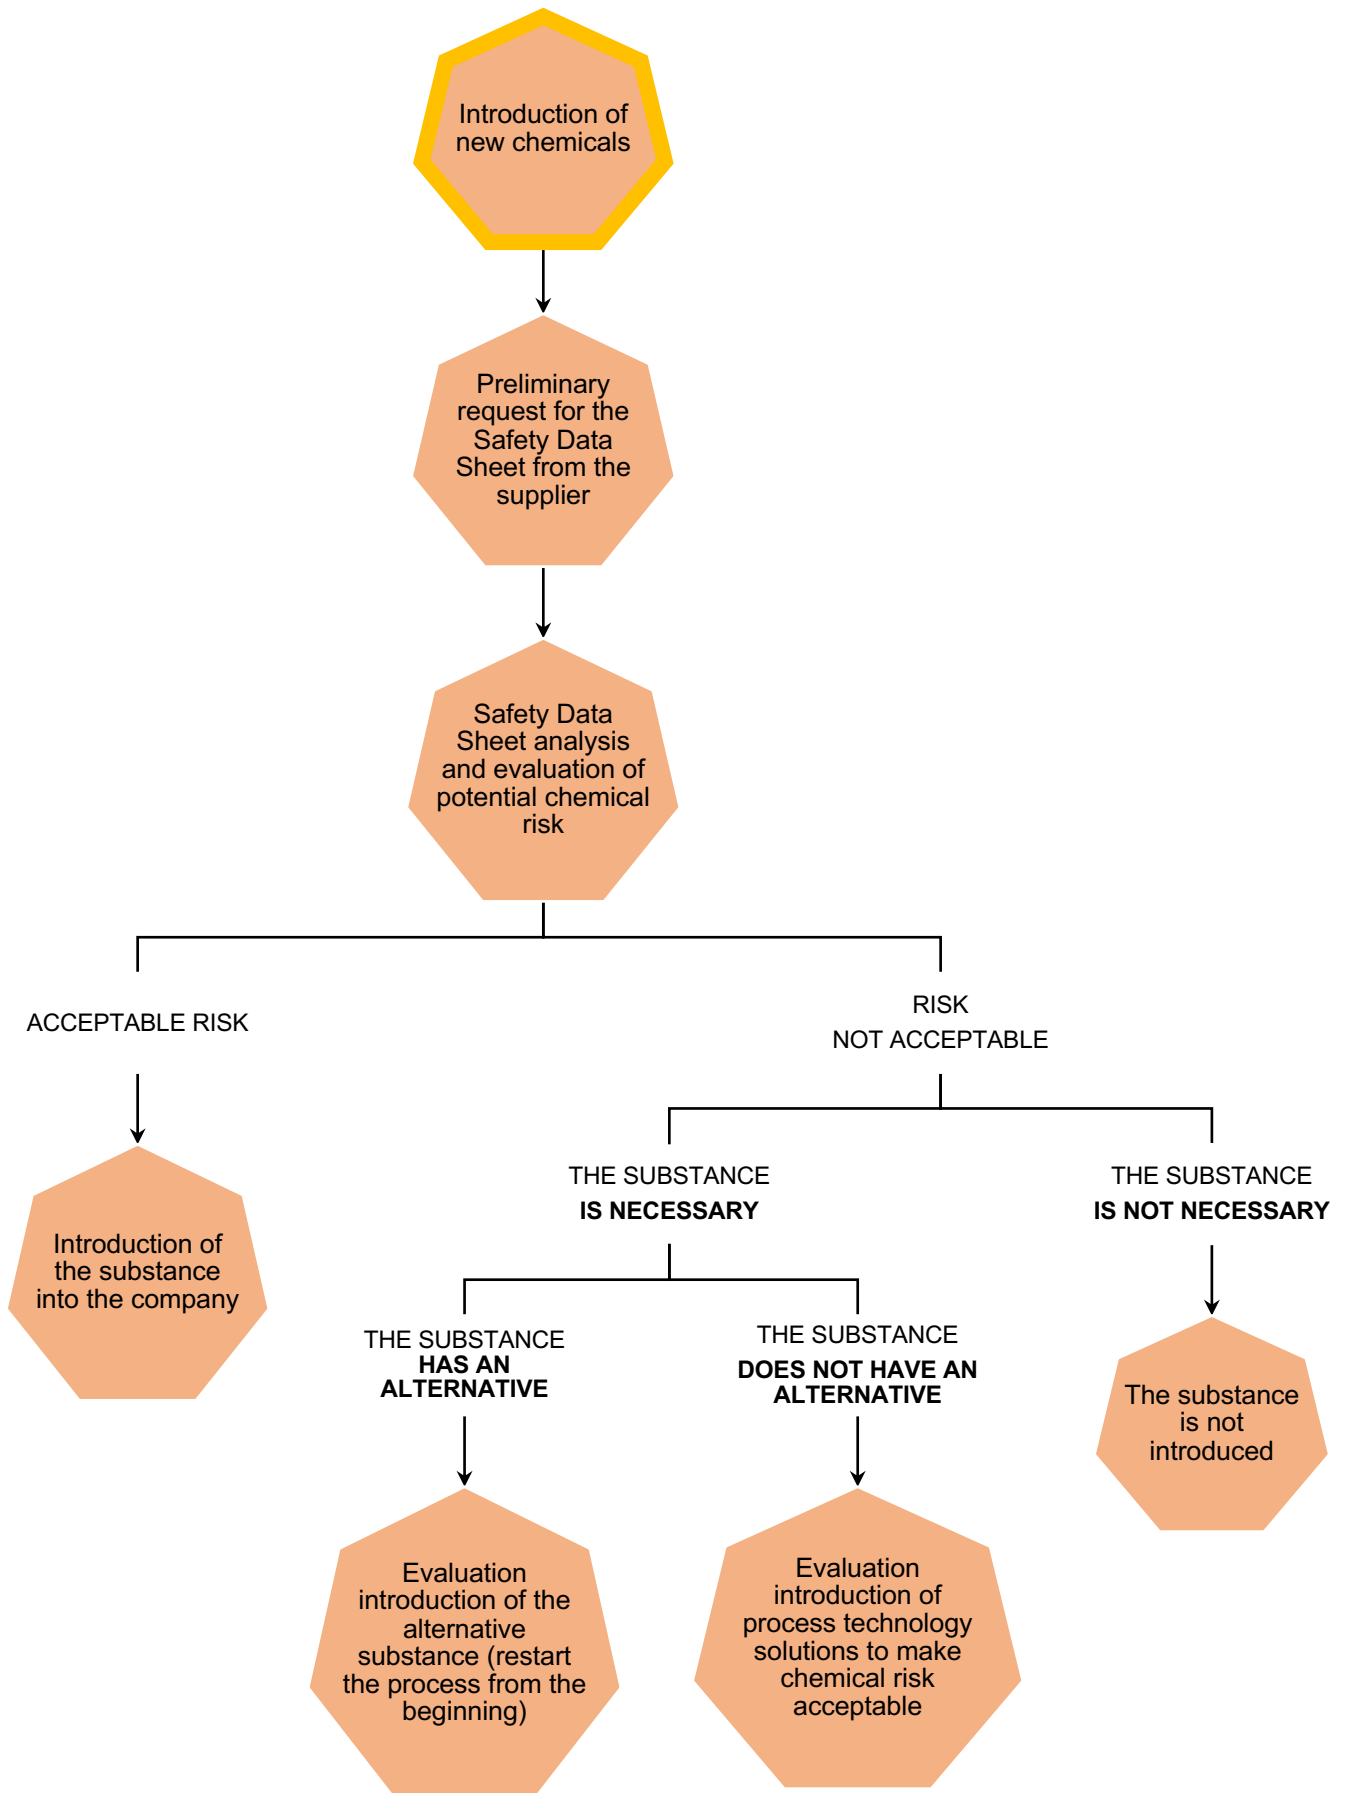 Introduction of
new chemicals
Preliminary
request for the
Safety Data
Sheet from the
supplier
Safety Data
Sheet analysis
and evaluation of
potential chemical
risk
ACCEPTABLE RISK
RISK
NOT ACCEPTABLE
THE SUBSTANCE
IS NECESSARY
THE SUBSTANCE
IS NOT NECESSARY
Introduction of
the substance
into the company
THE SUBSTANCE
HAS AN
ALTERNATIVE
THE SUBSTANCE
DOES NOT HAVE AN
ALTERNATIVE
The substance
is not
introduced
Evaluation
introduction of the
alternative
substance (restart
the process from the
beginning)
Evaluation
introduction of
process technology
solutions to make
chemical risk
acceptable